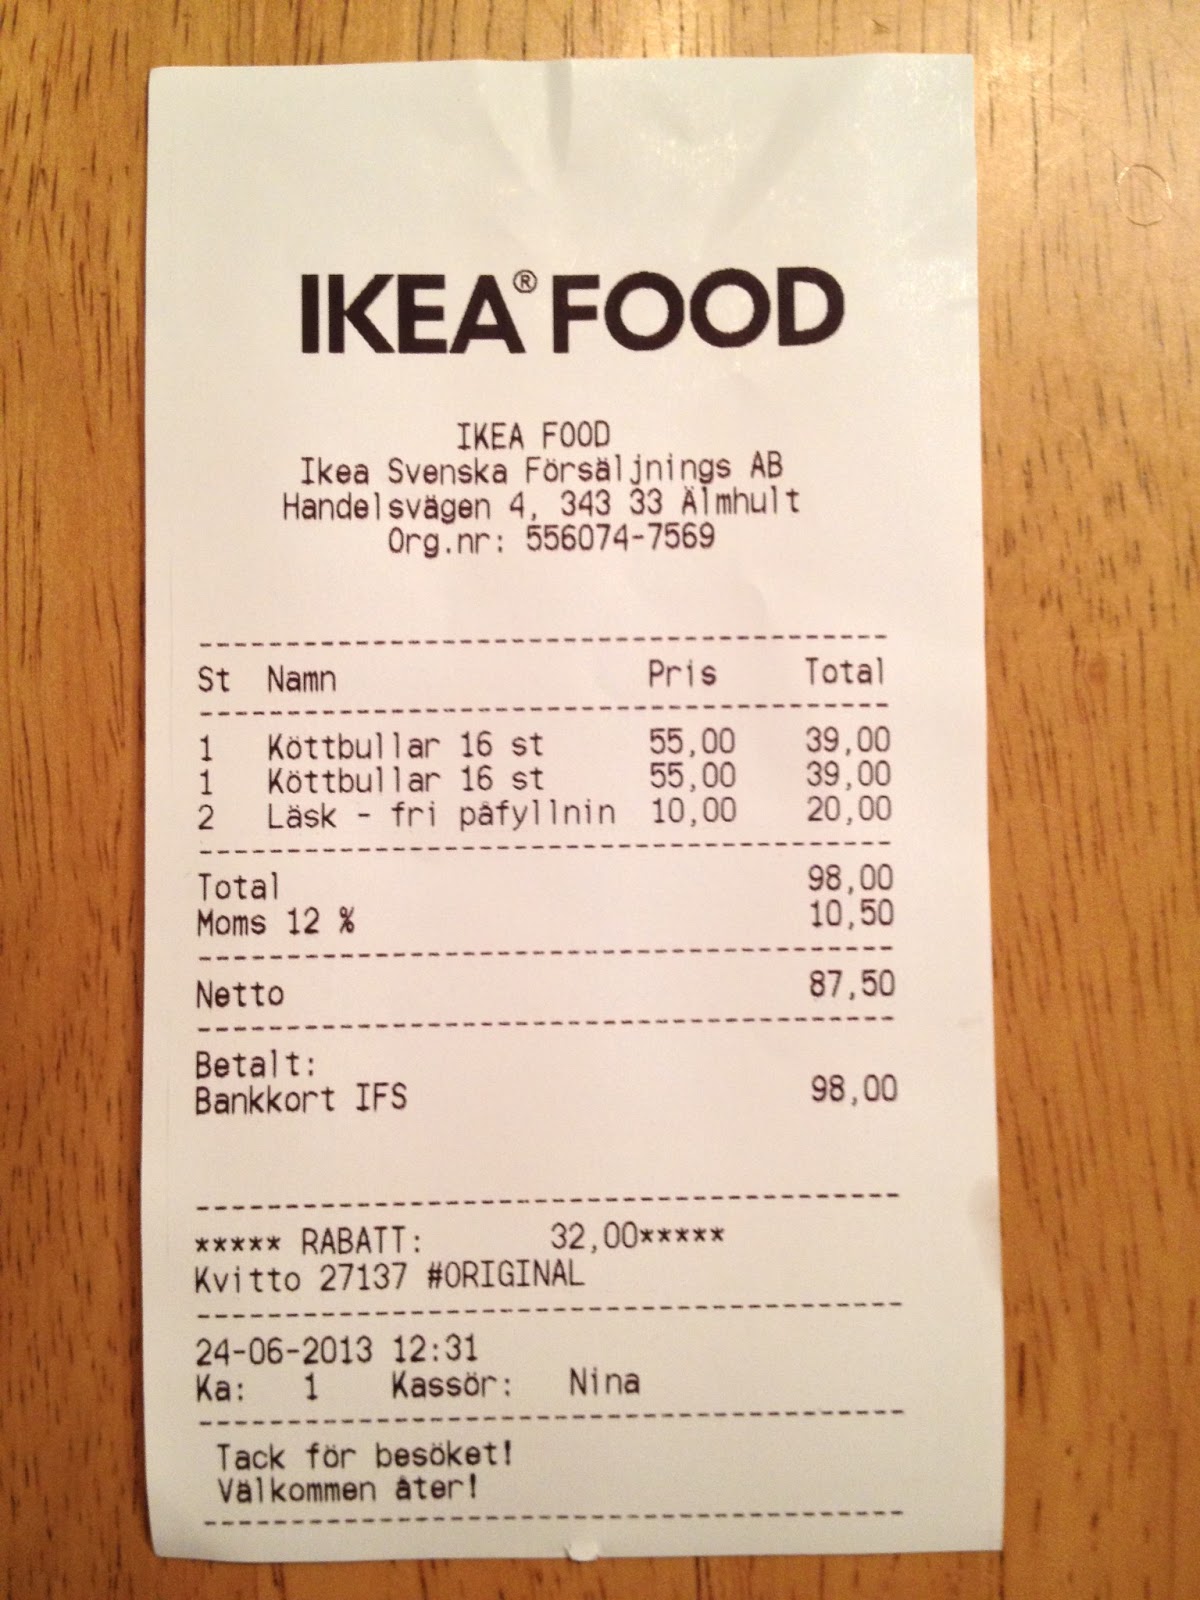 IKEA® FOOD
IKEA FOOD
Ikea Svenska Försäljnings AB
Handelsvägen 4, 343 33 Älmhult
Org.nr: 556074-7569
St Namn Pris Total
1 Köttbullar 16 st 55,00 39,00
1 Köttbullar 16 st 55,00 39,00
2 Läsk - fri påfyllnin 10,00 20,00
Total 98,00
Moms 12 % 10,50
Netto 87,50
Betalt:
Bankkort IFS 98,00
***** RABATT: 32,00*****
Kvitto 27137 #ORIGINAL
24-06-2013 12:31
Ka: 1 Kassör: Nina
Tack för besöket!
Välkommen åter!